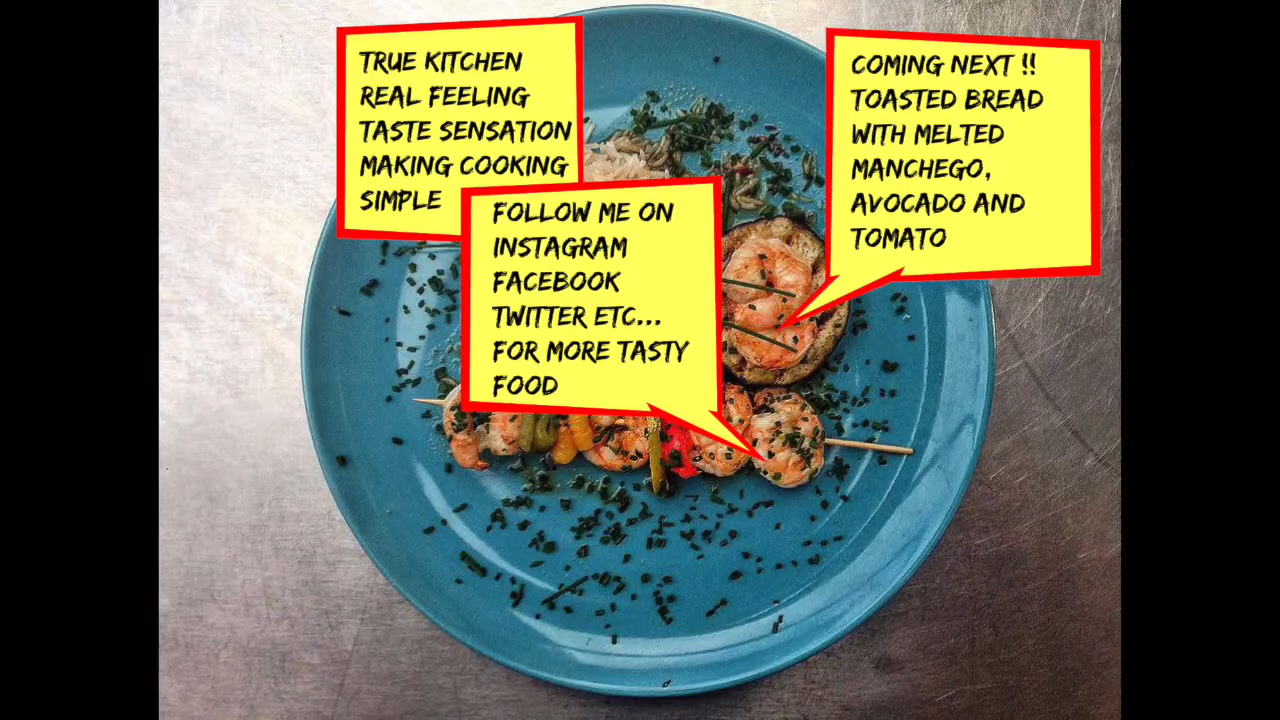 TRUE KITCHEN
REAL FEELING
TASTE SENSATION
MAKING COOKING
SIMPLE
FOLLOW ME ON
INSTAGRAM
FACEBOOK
TWITTER ETC...
FOR MORE TASTY
FOOD
COMING NEXT !!
TOASTED BREAD
WITH MELTED
MANCHEGO,
AVOCADO AND
TOMATO